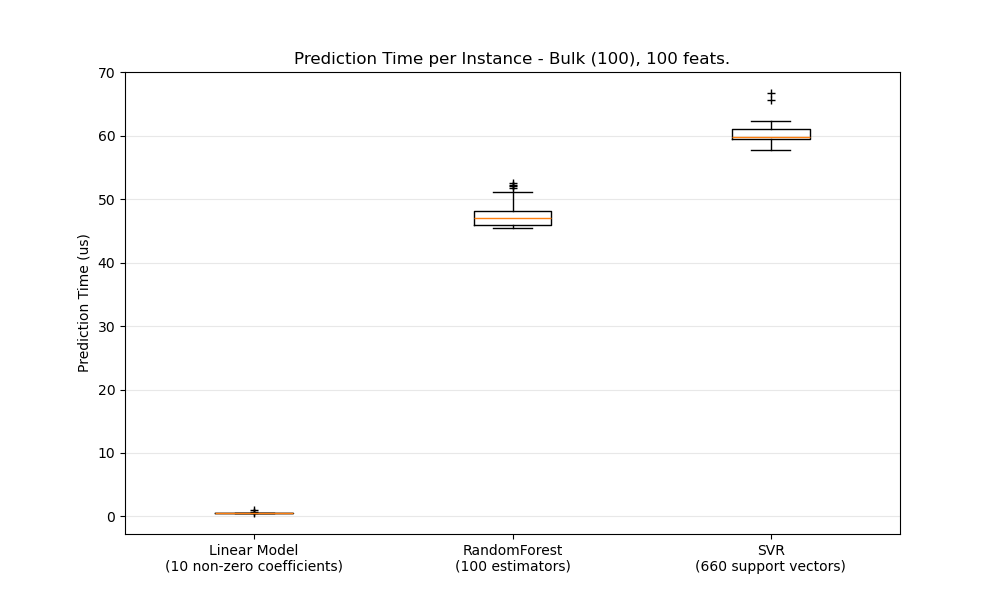 Prediction Time per Instance - Bulk (100), 100 feats.
Prediction Time (us)
70
60
50
40
30
20
10
0
Linear Model
(10 non-zero coefficients)
RandomForest
(100 estimators)
SVR
(660 support vectors)